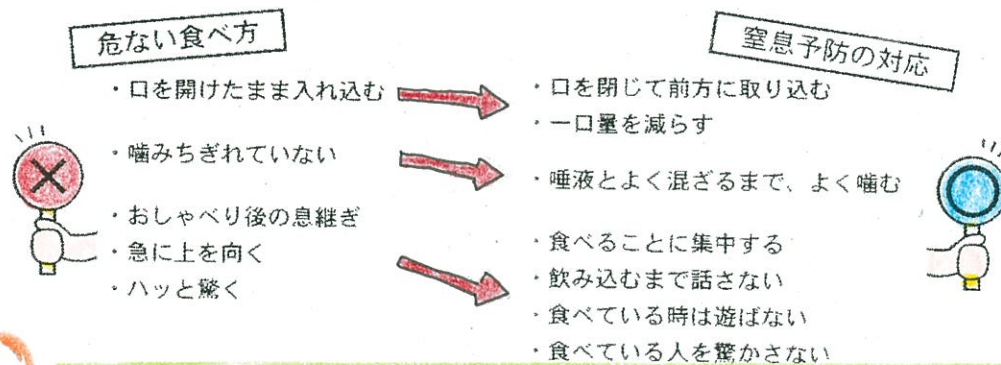 危ない食べ方
・口を開けたまま入れ込む
・噛みちぎれていない
・おしゃべり後の息継ぎ
・急に上を向く
・ハッと驚く
窒息予防の対応
・口を閉じて前方に取り込む
・一口量を減らす
・唾液とよく混ざるまで、よく噛む
・食べることに集中する
・飲み込むまで話さない
・食べている時は遊ばない
・食べている人を驚かさない